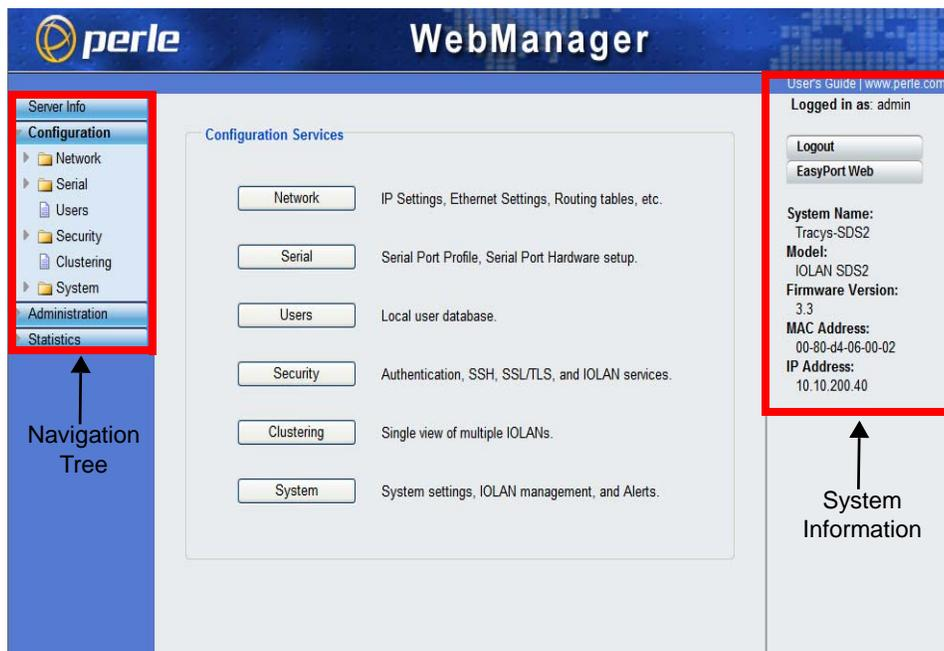 perle
WebManager
User's Guide | www.perle.com
Server Info
Configuration
Network
Serial
Users
Security
Clustering
System
Administration
Statistics
Navigation
Tree
Configuration Services
Network IP Settings, Ethernet Settings, Routing tables, etc.
Serial Serial Port Profile, Serial Port Hardware setup.
Users Local user database.
Security Authentication, SSH, SSL/TLS, and IOLAN services.
Clustering Single view of multiple IOLANs.
System System settings, IOLAN management, and Alerts.
Logged in as: admin
Logout
EasyPort Web
System Name:
Tracys-SDS2
Model:
IOLAN SDS2
Firmware Version:
3.3
MAC Address:
00-80-d4-06-00-02
IP Address:
10.10.200.40
System
Information